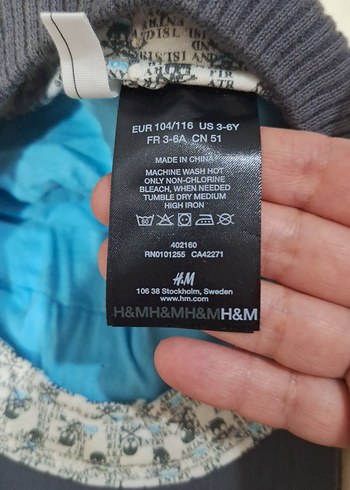 EUR 104/116 US 3-6Y
FR 3-6A CN 51
MADE IN CHINA
MACHINE WASH HOT
ONLY NON-CHLORINE
BLEACH, WHEN NEEDED
TUMBLE DRY MEDIUM
HIGH IRON
402160
RN0101255 CA42271
H&M
106 38 Stockholm, Sweden
www.hm.com
H&MH&MH&MH&M